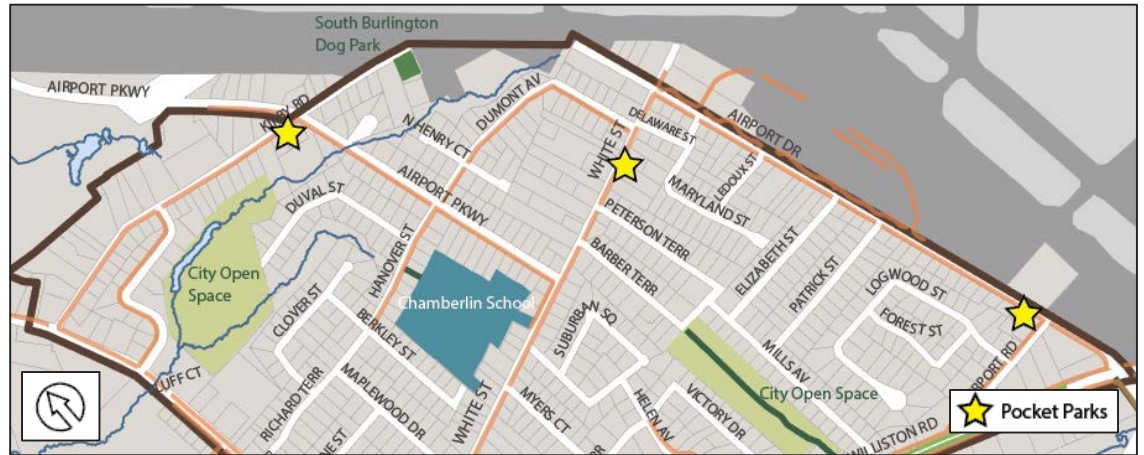 South Burlington
Dog Park
AIRPORT PKWY
KIRBY RD
DUMONT AV
N HENRY CT
DELAWARE ST
AIRPORT DR
WHITE ST
LEDOUX ST
MARYLAND ST
DUVAL ST
AIRPORT PKWY
PETERSON TERR
HANOVER ST
BARBER TERR
ELIZABETH ST
City Open
Space
PATRICK ST
LOGWOOD ST
Chamberlin School
CLOVER ST
SUBURBAN SQ
FOREST ST
BERKLEY ST
MILLS AV
AIRPORT RD
LUFF CT
City Open Space
RICHARD TERR
MAPLEWOOD DR
WHITE ST
MYERS CT
HELEN AV
VICTORY DR
WILLISTON RD
Pocket Parks